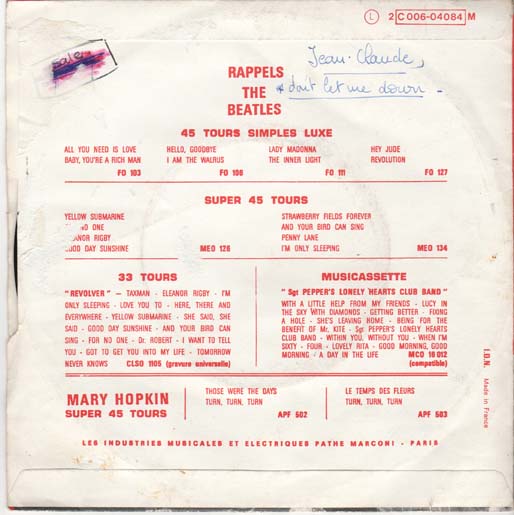 Ⓛ 2 C 006-04084 M
Jean-Claude,
RAPPELS
THE
BEATLES
* don't let me down -
45 TOURS SIMPLES LUXE
ALL YOU NEED IS LOVE HELLO, GOODBYE LADY MADONNA HEY JUDE
BABY, YOU'RE A RICH MAN I AM THE WALRUS THE INNER LIGHT REVOLUTION
FO 103 FO 108 FO 111 FO 127
SUPER 45 TOURS
YELLOW SUBMARINE
NO ONE
ANOR RIGBY
GOOD DAY SUNSHINE MEO 126
STRAWBERRY FIELDS FOREVER
AND YOUR BIRD CAN SING
PENNY LANE
I'M ONLY SLEEPING MEO 134
33 TOURS
"REVOLVER" – TAXMAN - ELEANOR RIGBY - I'M
ONLY SLEEPING - LOVE YOU TO - HERE, THERE AND
EVERYWHERE - YELLOW SUBMARINE - SHE SAID, SHE
SAID - GOOD DAY SUNSHINE - AND YOUR BIRD CAN
SING - FOR NO ONE - Dr. ROBERT - I WANT TO TELL
YOU - GOT TO GET YOU INTO MY LIFE - TOMORROW
NEVER KNOWS CLSO 1105 (gravure universelle)
MUSICASSETTE
"Sgt PEPPER'S LONELY HEARTS CLUB BAND"
WITH A LITTLE HELP FROM MY FRIENDS - LUCY IN
THE SKY WITH DIAMONDS - GETTING BETTER - FOONG
A HOLE - SHE'S LEAVING HOME - BEING FOR THE
BENEFIT OF Mr. KITE - Sgt PEPPER'S LONELY HEARTS
CLUB BAND - WITHIN YOU, WITHOUT YOU - WHEN I'M
SIXTY - FOUR - LOVELY RITA - GOOD MORNING, GOOD
MORNING - A DAY IN THE LIFE MCO 18 012
(compatible)
MARY HOPKIN
SUPER 45 TOURS
THOSE WERE THE DAYS
TURN, TURN, TURN
APF 502
LE TEMPS DES FLEURS
TURN, TURN, TURN
APF 503
I.D.N. Made in France
LES INDUSTRIES MUSICALES ET ELECTRIQUES PATHE MARCONI - PARIS